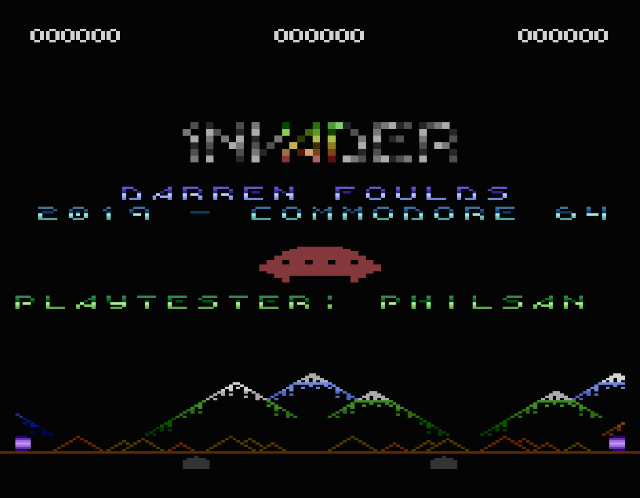 000000 000000 000000
INVADER
DARREN FOULDS
2019 - COMMODORE 64
PLAYTESTER: PHILSAN